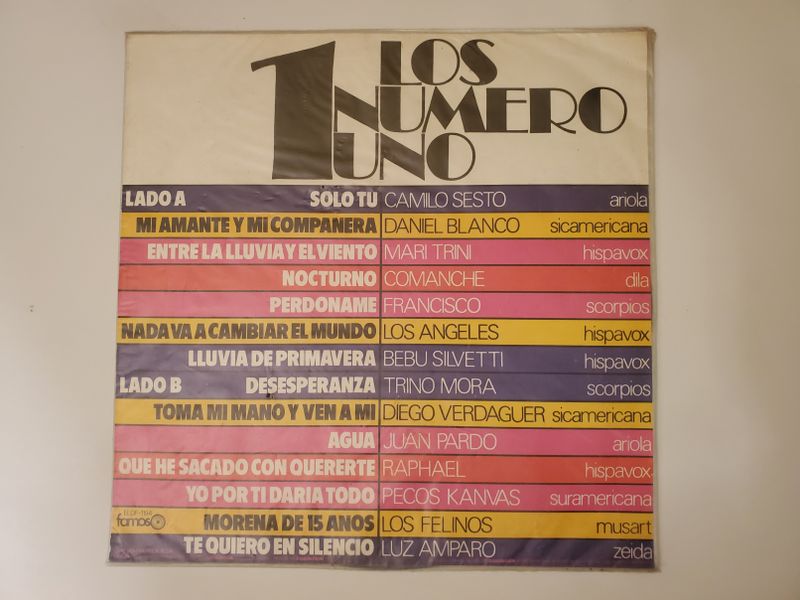 1 LOS
NUMERO
UNO
LADO A SOLO TU CAMILO SESTO ariola
MI AMANTE Y MI COMPANERA DANIEL BLANCO sicamericana
ENTRE LA LLUVIA Y EL VIENTO MARI TRINI hispavox
NOCTURNO COMANCHE dila
PERDONAME FRANCISCO scorpios
NADA VA A CAMBIAR EL MUNDO LOS ANGELES hispavox
LLUVIA DE PRIMAVERA BEBU SILVETTI hispavox
LADO B DESESPERANZA TRINO MORA scorpios
TOMA MI MANO Y VEN A MI DIEGO VERDAGUER sicamericana
AGUA JUAN PARDO ariola
QUE HE SACADO CON QUERERTE RAPHAEL hispavox
YO POR TI DARIA TODO PECOS KANVAS suramericana
famoso MORENA DE 15 ANOS LOS FELINOS musart
TE QUIERO EN SILENCIO LUZ AMPARO zeida